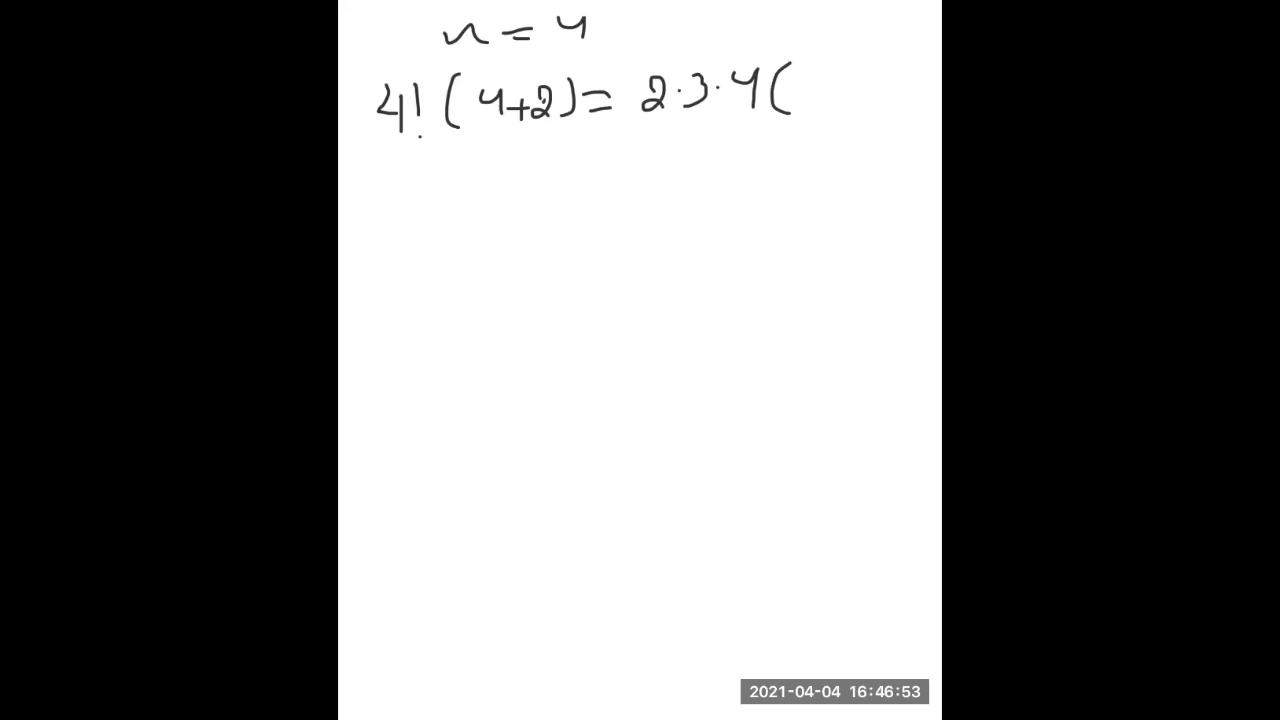 n = 4
4! (4+2) = 2·3·4(
2021-04-04 16:46:53